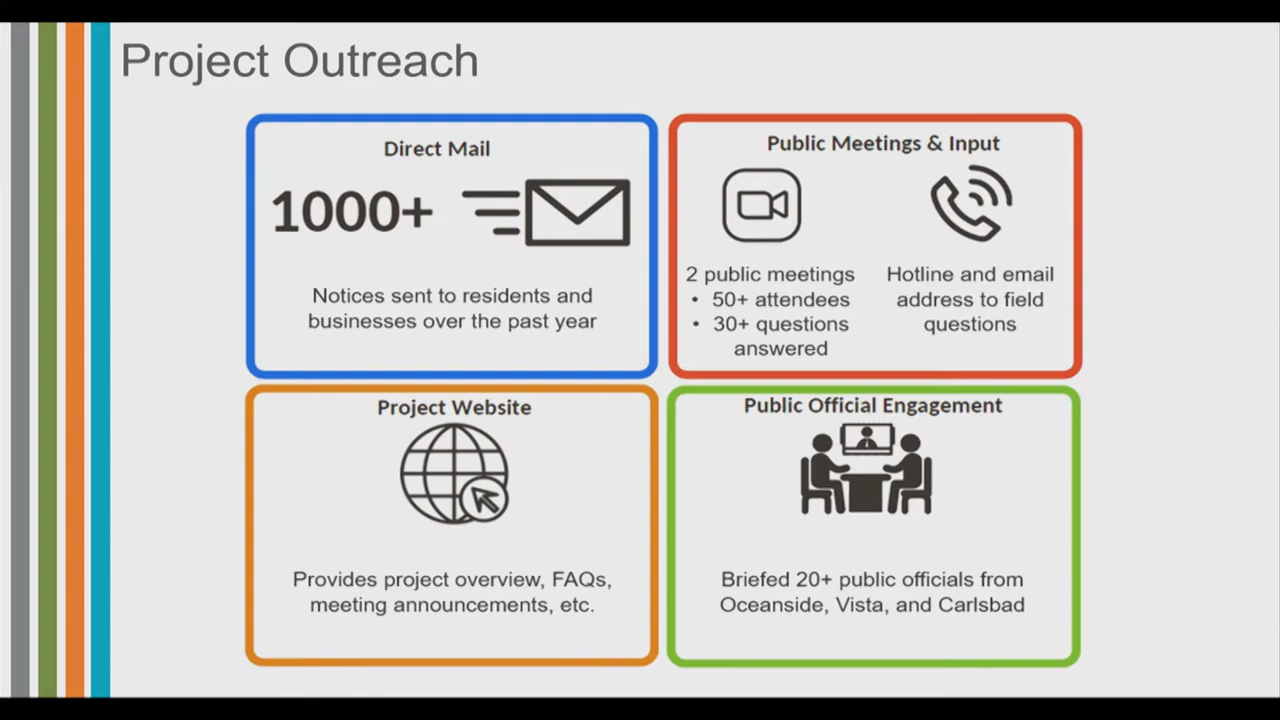 Project Outreach
Direct Mail
1000+
Notices sent to residents and
businesses over the past year
Public Meetings & Input
2 public meetings
• 50+ attendees
• 30+ questions
answered
Hotline and email
address to field
questions
Project Website
Provides project overview, FAQs,
meeting announcements, etc.
Public Official Engagement
Briefed 20+ public officials from
Oceanside, Vista, and Carlsbad